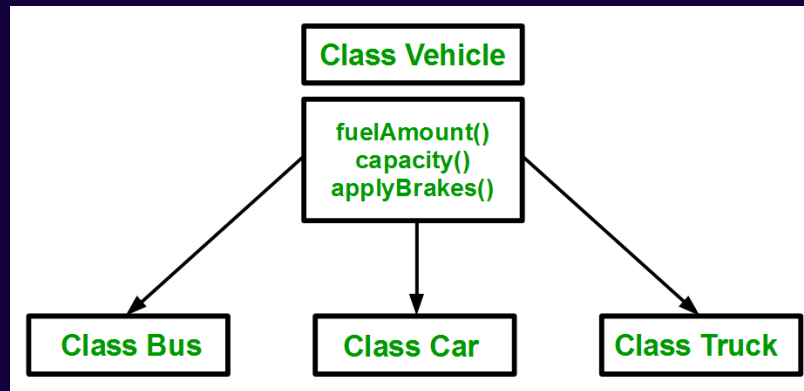 Class Vehicle
fuelAmount()
capacity()
applyBrakes()
Class Bus
Class Car
Class Truck